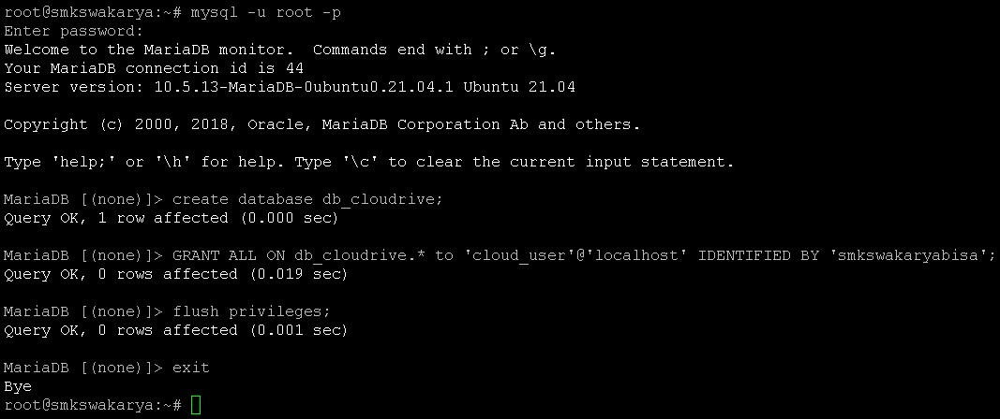 root@smkswakarya:~# mysql -u root -p
Enter password:
Welcome to the MariaDB monitor.  Commands end with ; or \g.
Your MariaDB connection id is 44
Server version: 10.5.13-MariaDB-0ubuntu0.21.04.1 Ubuntu 21.04
Copyright (c) 2000, 2018, Oracle, MariaDB Corporation Ab and others.
Type 'help;' or '\h' for help. Type '\c' to clear the current input statement.
MariaDB [(none)]> create database db_cloudrive;
Query OK, 1 row affected (0.000 sec)
MariaDB [(none)]> GRANT ALL ON db_cloudrive.* to 'cloud_user'@'localhost' IDENTIFIED BY 'smkswakaryabisa';
Query OK, 0 rows affected (0.019 sec)
MariaDB [(none)]> flush privileges;
Query OK, 0 rows affected (0.001 sec)
MariaDB [(none)]> exit
Bye
root@smkswakarya:~#